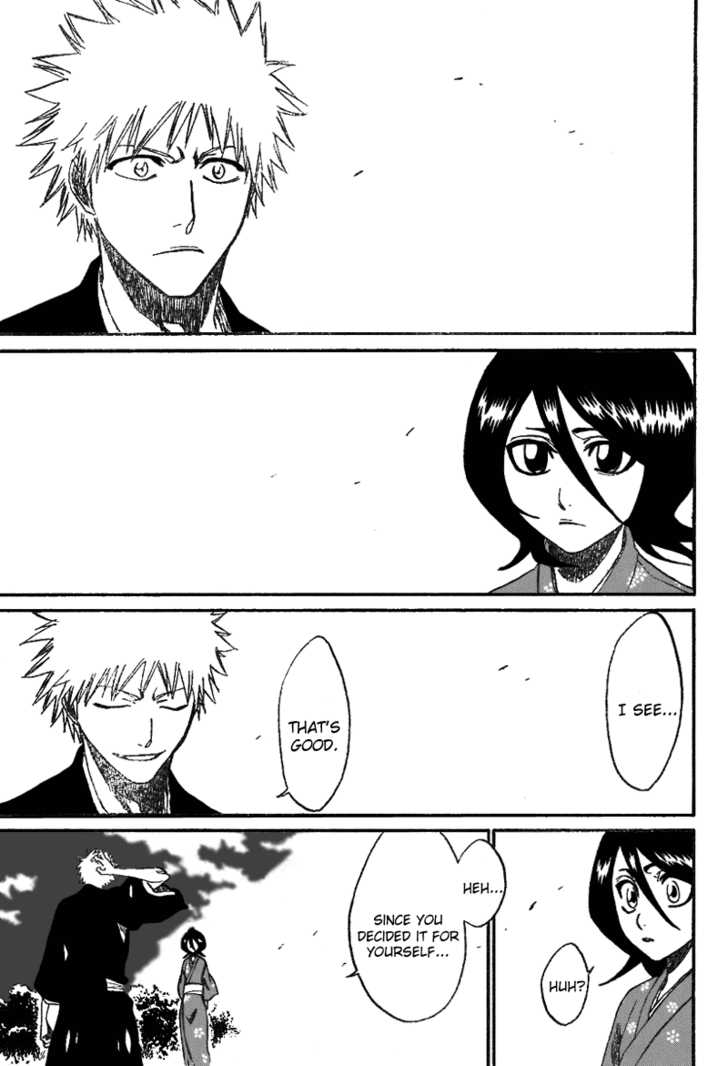 I SEE...
THAT'S
GOOD.
HUH?
HEH...
SINCE YOU
DECIDED IT FOR
YOURSELF...